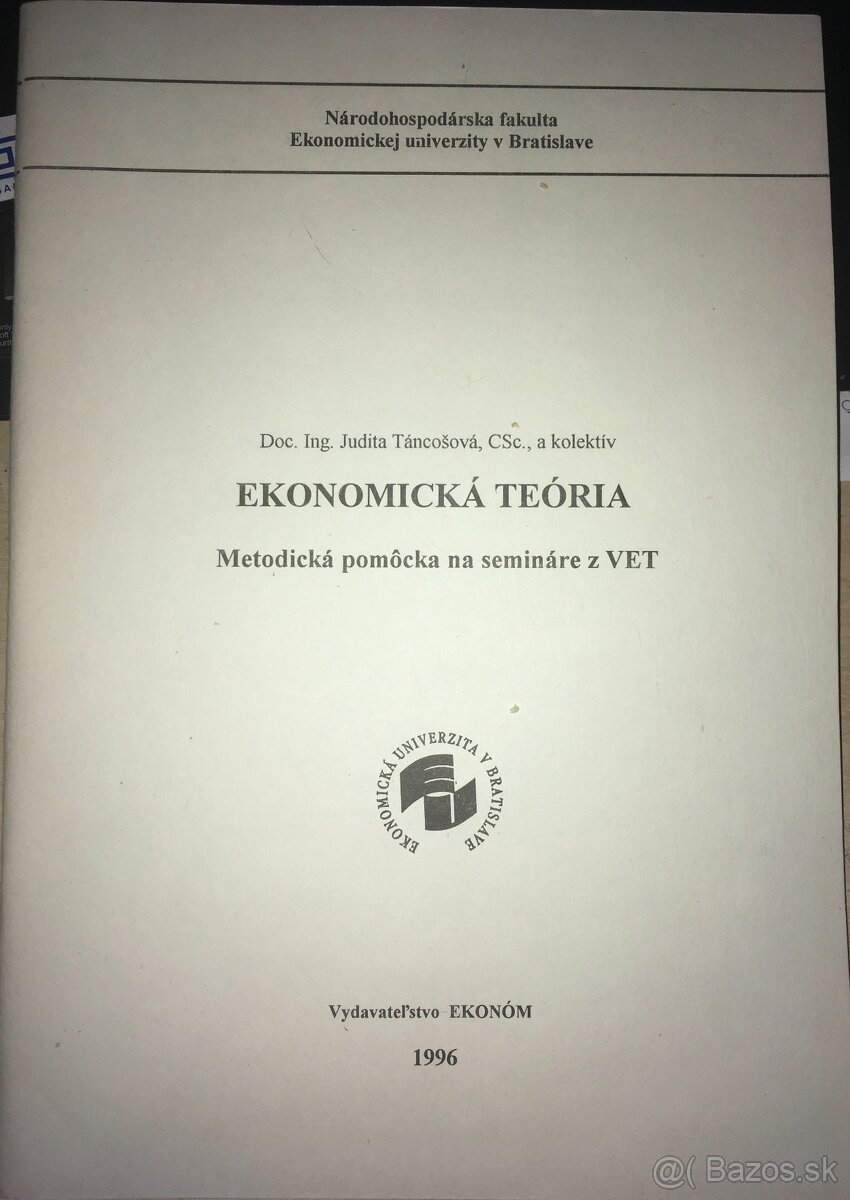 Národohospodárska fakulta
Ekonomickej univerzity v Bratislave
Doc. Ing. Judita Táncošová, CSc., a kolektív
EKONOMICKÁ TEÓRIA
Metodická pomôcka na semináre z VET
EKONOMICKÁ UNIVERZITA V BRATISLAVE
Vydavateľstvo EKONÓM
1996
@( Bazos.sk